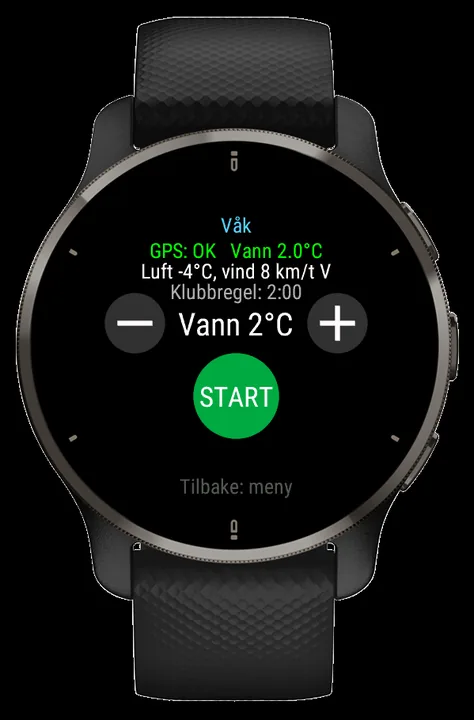 Våk
GPS: OK Vann 2.0°C
Luft -4°C, vind 8 km/t V
Klubbregel: 2:00
Vann 2°C
START
Tilbake: meny